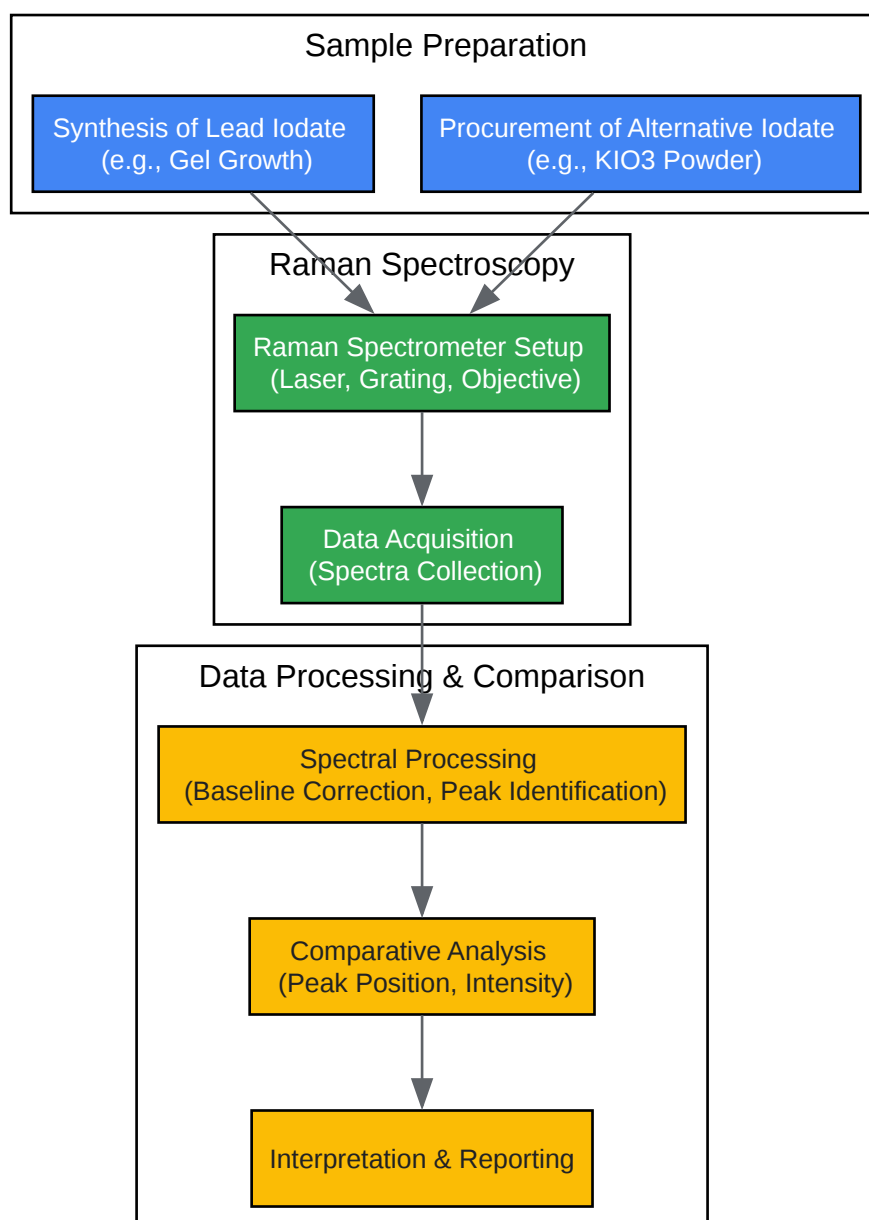 Sample Preparation
Synthesis of Lead Iodate
(e.g., Gel Growth)
Procurement of Alternative Iodate
(e.g., KIO3 Powder)
Raman Spectroscopy
Raman Spectrometer Setup
(Laser, Grating, Objective)
Data Acquisition
(Spectra Collection)
Data Processing & Comparison
Spectral Processing
(Baseline Correction, Peak Identification)
Comparative Analysis
(Peak Position, Intensity)
Interpretation & Reporting